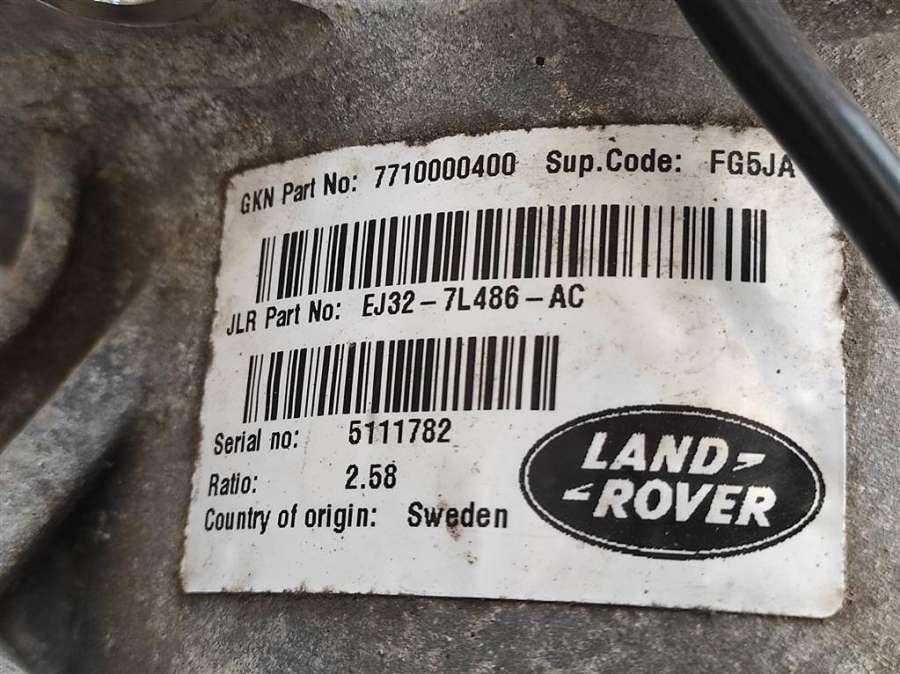 GKN Part No: 7710000400 Sup.Code: FG5JA
JLR Part No: EJ32-7L486-AC
Serial no: 5111782
Ratio: 2.58
Country of origin: Sweden
LAND
ROVER